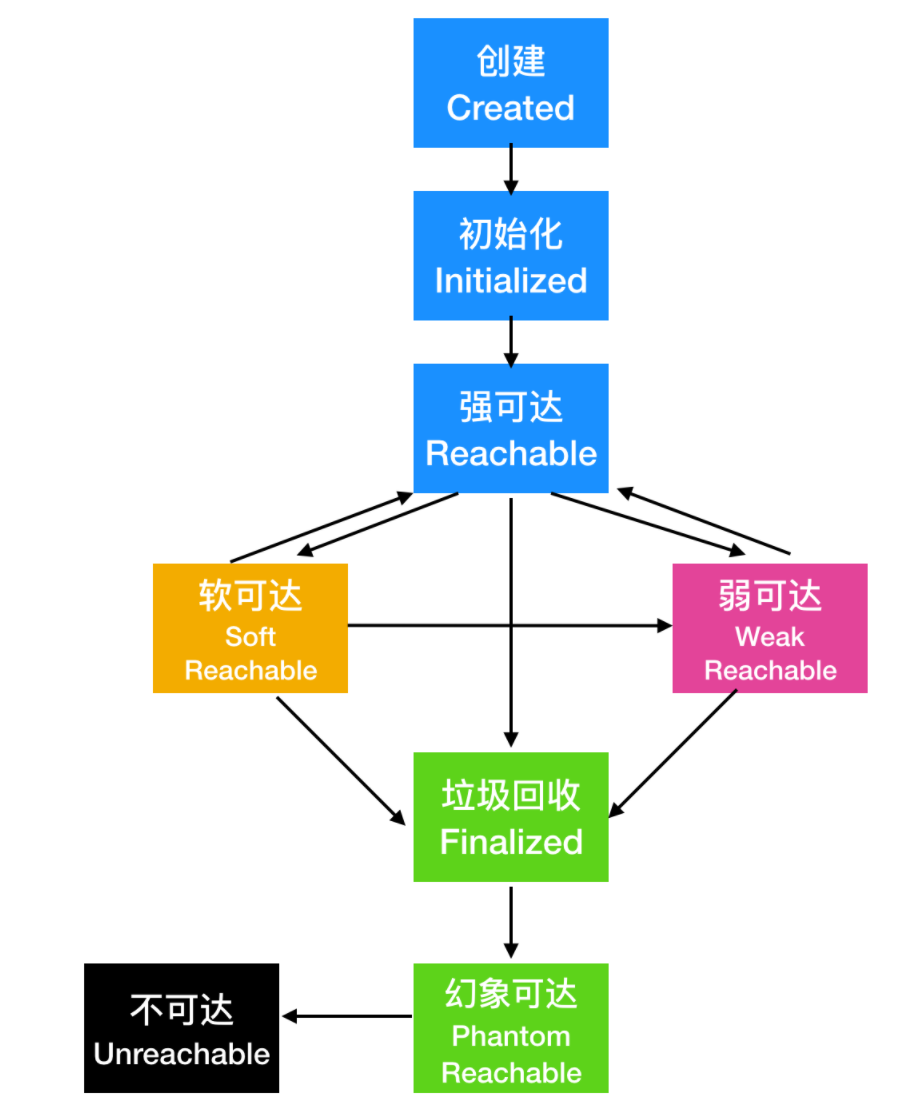 创建
Created
初始化
Initialized
强可达
Reachable
软可达
Soft
Reachable
弱可达
Weak
Reachable
垃圾回收
Finalized
不可达
Unreachable
幻象可达
Phantom
Reachable